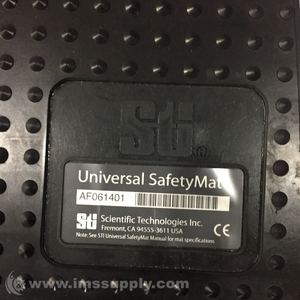 STi®
Universal SafetyMat
AF061401
STi Scientific Technologies Inc.
Fremont, CA 94555-3611 USA
Note: See STI Universal SafetyMat Manual for mat specifications
CE
© www.imssupply.com